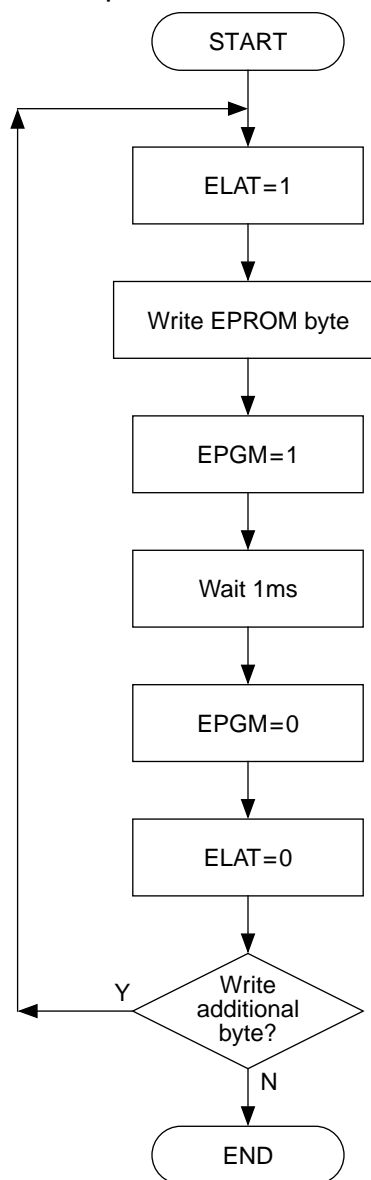 START
ELAT=1
Write EPROM byte
EPGM=1
Wait 1ms
EPGM=0
ELAT=0
Write
additional
byte?
Y
N
END